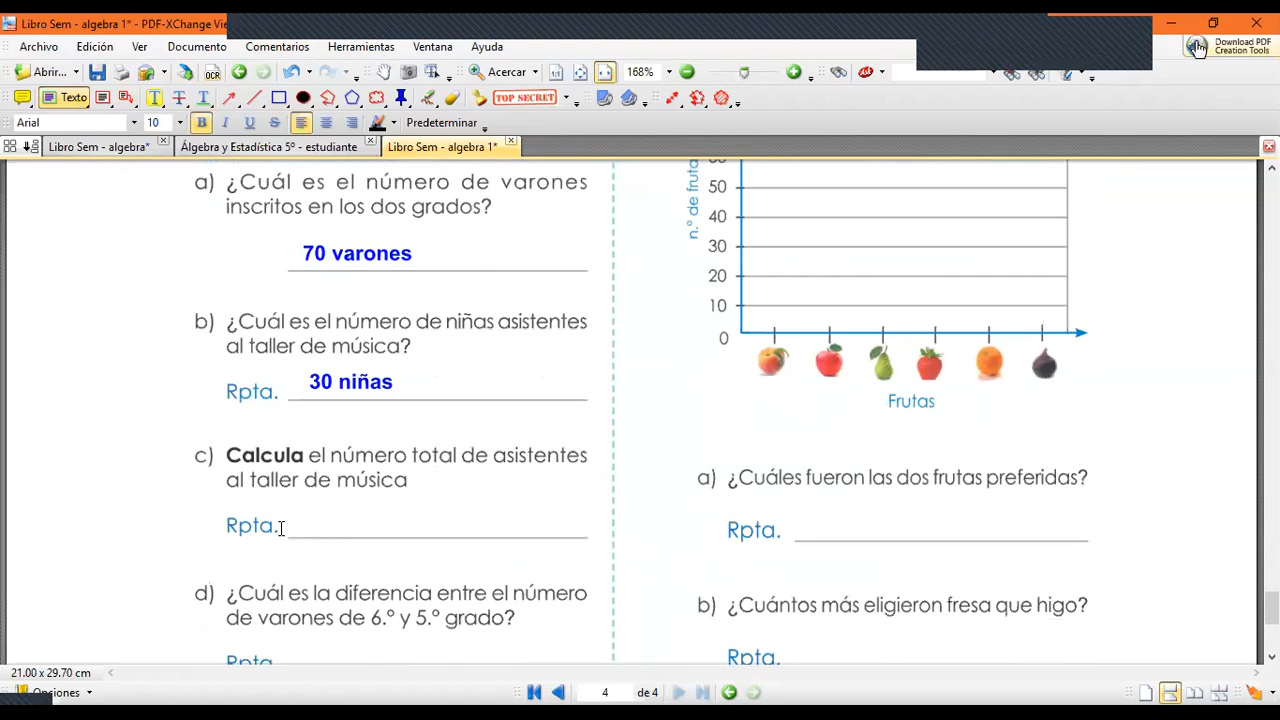 Libro Sem - algebra 1* - PDF-XChange Vie
Archivo Edición Ver Documento Comentarios Herramientas Ventana Ayuda
Download PDF
Creation Tools
Abrir... OCR Acercar 1:1 168%
Texto TOP SECRET
Arial 10 B I U S Predeterminar
Libro Sem - algebra* Álgebra y Estadística 5º - estudiante Libro Sem - algebra 1*
a) ¿Cuál es el número de varones
inscritos en los dos grados?
70 varones
b) ¿Cuál es el número de niñas asistentes
al taller de música?
Rpta. 30 niñas
c) Calcula el número total de asistentes
al taller de música
Rpta.
d) ¿Cuál es la diferencia entre el número
de varones de 6.º y 5.º grado?
Rpta.
n.º de fruta
50
40
30
20
10
0
Frutas
a) ¿Cuáles fueron las dos frutas preferidas?
Rpta.
b) ¿Cuántos más eligieron fresa que higo?
Rpta.
21.00 x 29.70 cm
Opciones 4 de 4